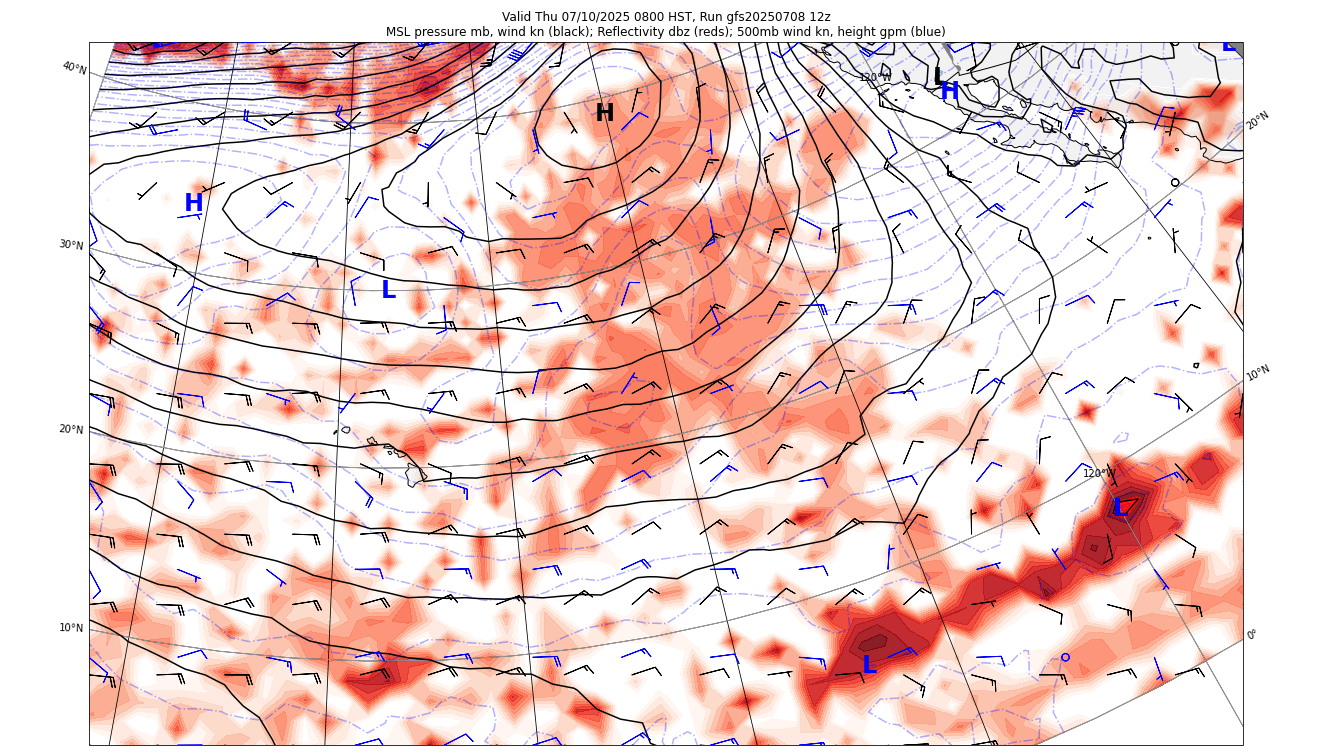 Valid Thu 07/10/2025 0800 HST, Run gfs20250708 12z
MSL pressure mb, wind kn (black); Reflectivity dbz (reds); 500mb wind kn, height gpm (blue)
L
40°N
120°W
L
H
H
20°N
H
30°N
L
10°N
20°N
120°W
L
10°N
0°
L